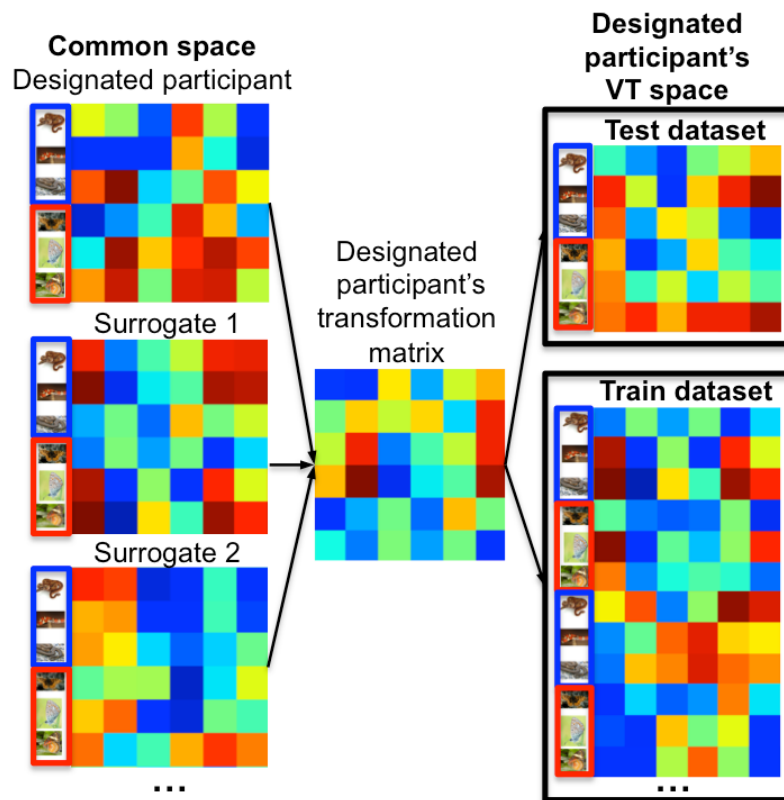 Common space
Designated participant
Surrogate 1
Surrogate 2
...
Designated
participant's
transformation
matrix
Designated
participant's
VT space
Test dataset
Train dataset
...